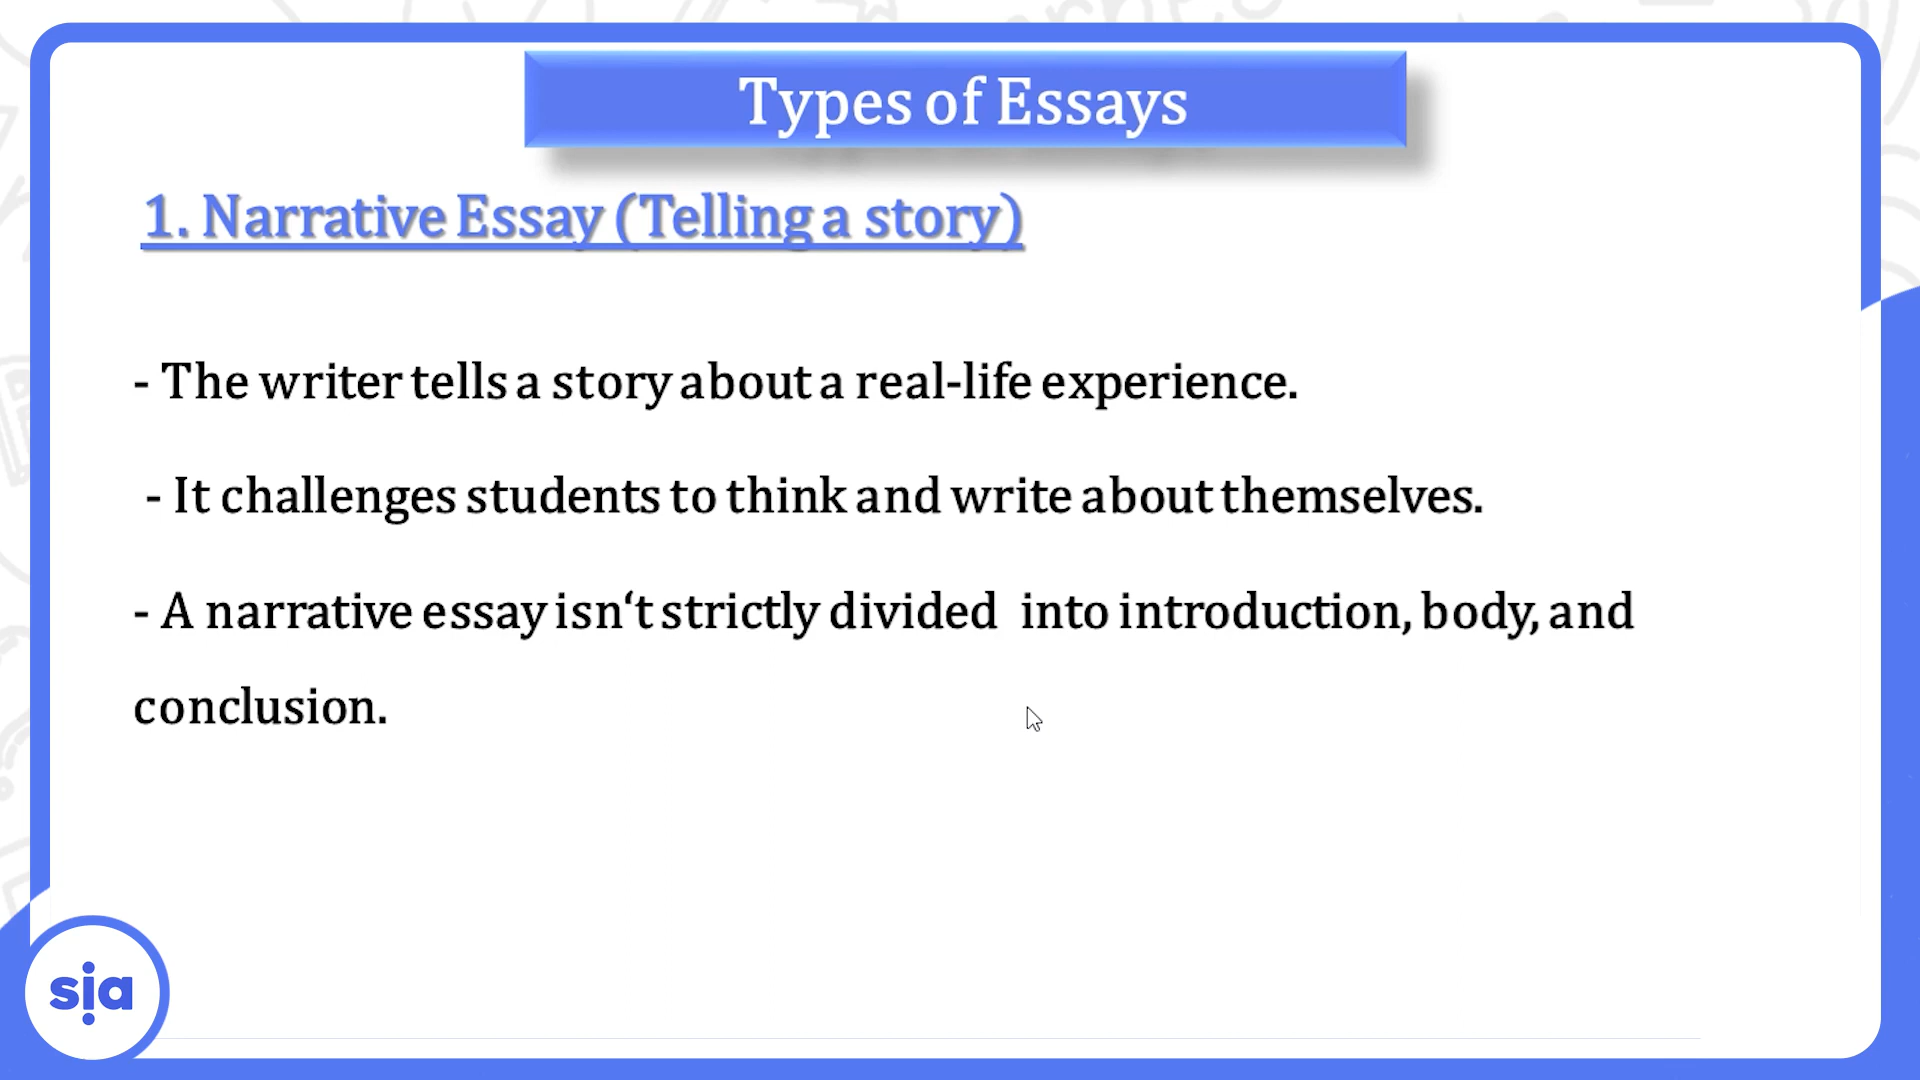 Types of Essays
1. Narrative Essay (Telling a story)
- The writer tells a story about a real-life experience.
- It challenges students to think and write about themselves.
- A narrative essay isn‘t strictly divided  into introduction, body, and
conclusion.
sia